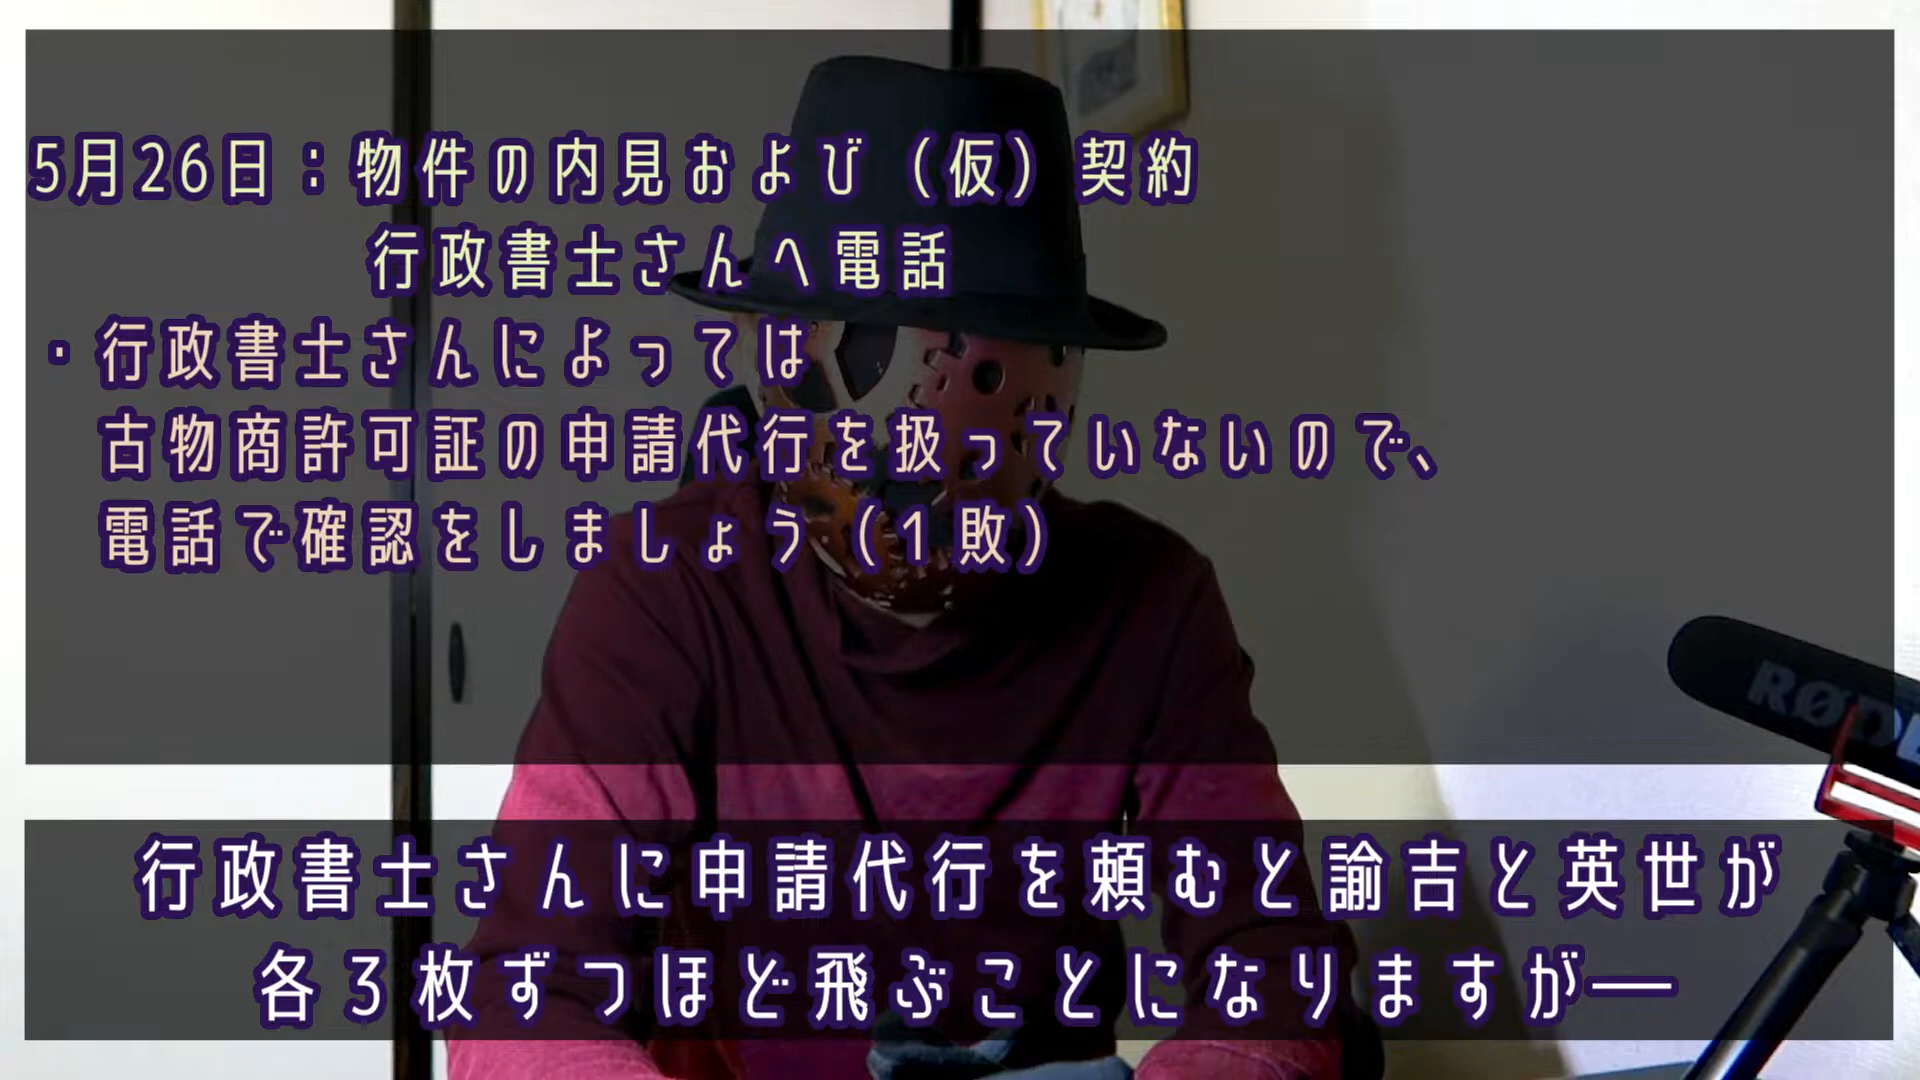 5月26日：物件の内見および（仮）契約
行政書士さんへ電話
・行政書士さんによっては
古物商許可証の申請代行を扱っていないので、
電話で確認をしましょう（1敗）
RØDE
行政書士さんに申請代行を頼むと諭吉と英世が
各３枚ずつほど飛ぶことになりますが──